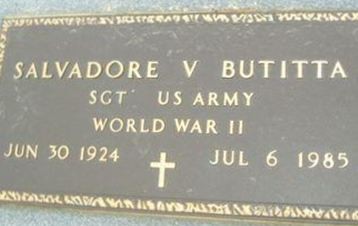 SALVADORE V BUTITTA
SGT US ARMY
WORLD WAR II
JUN 30 1924 JUL 6 1985